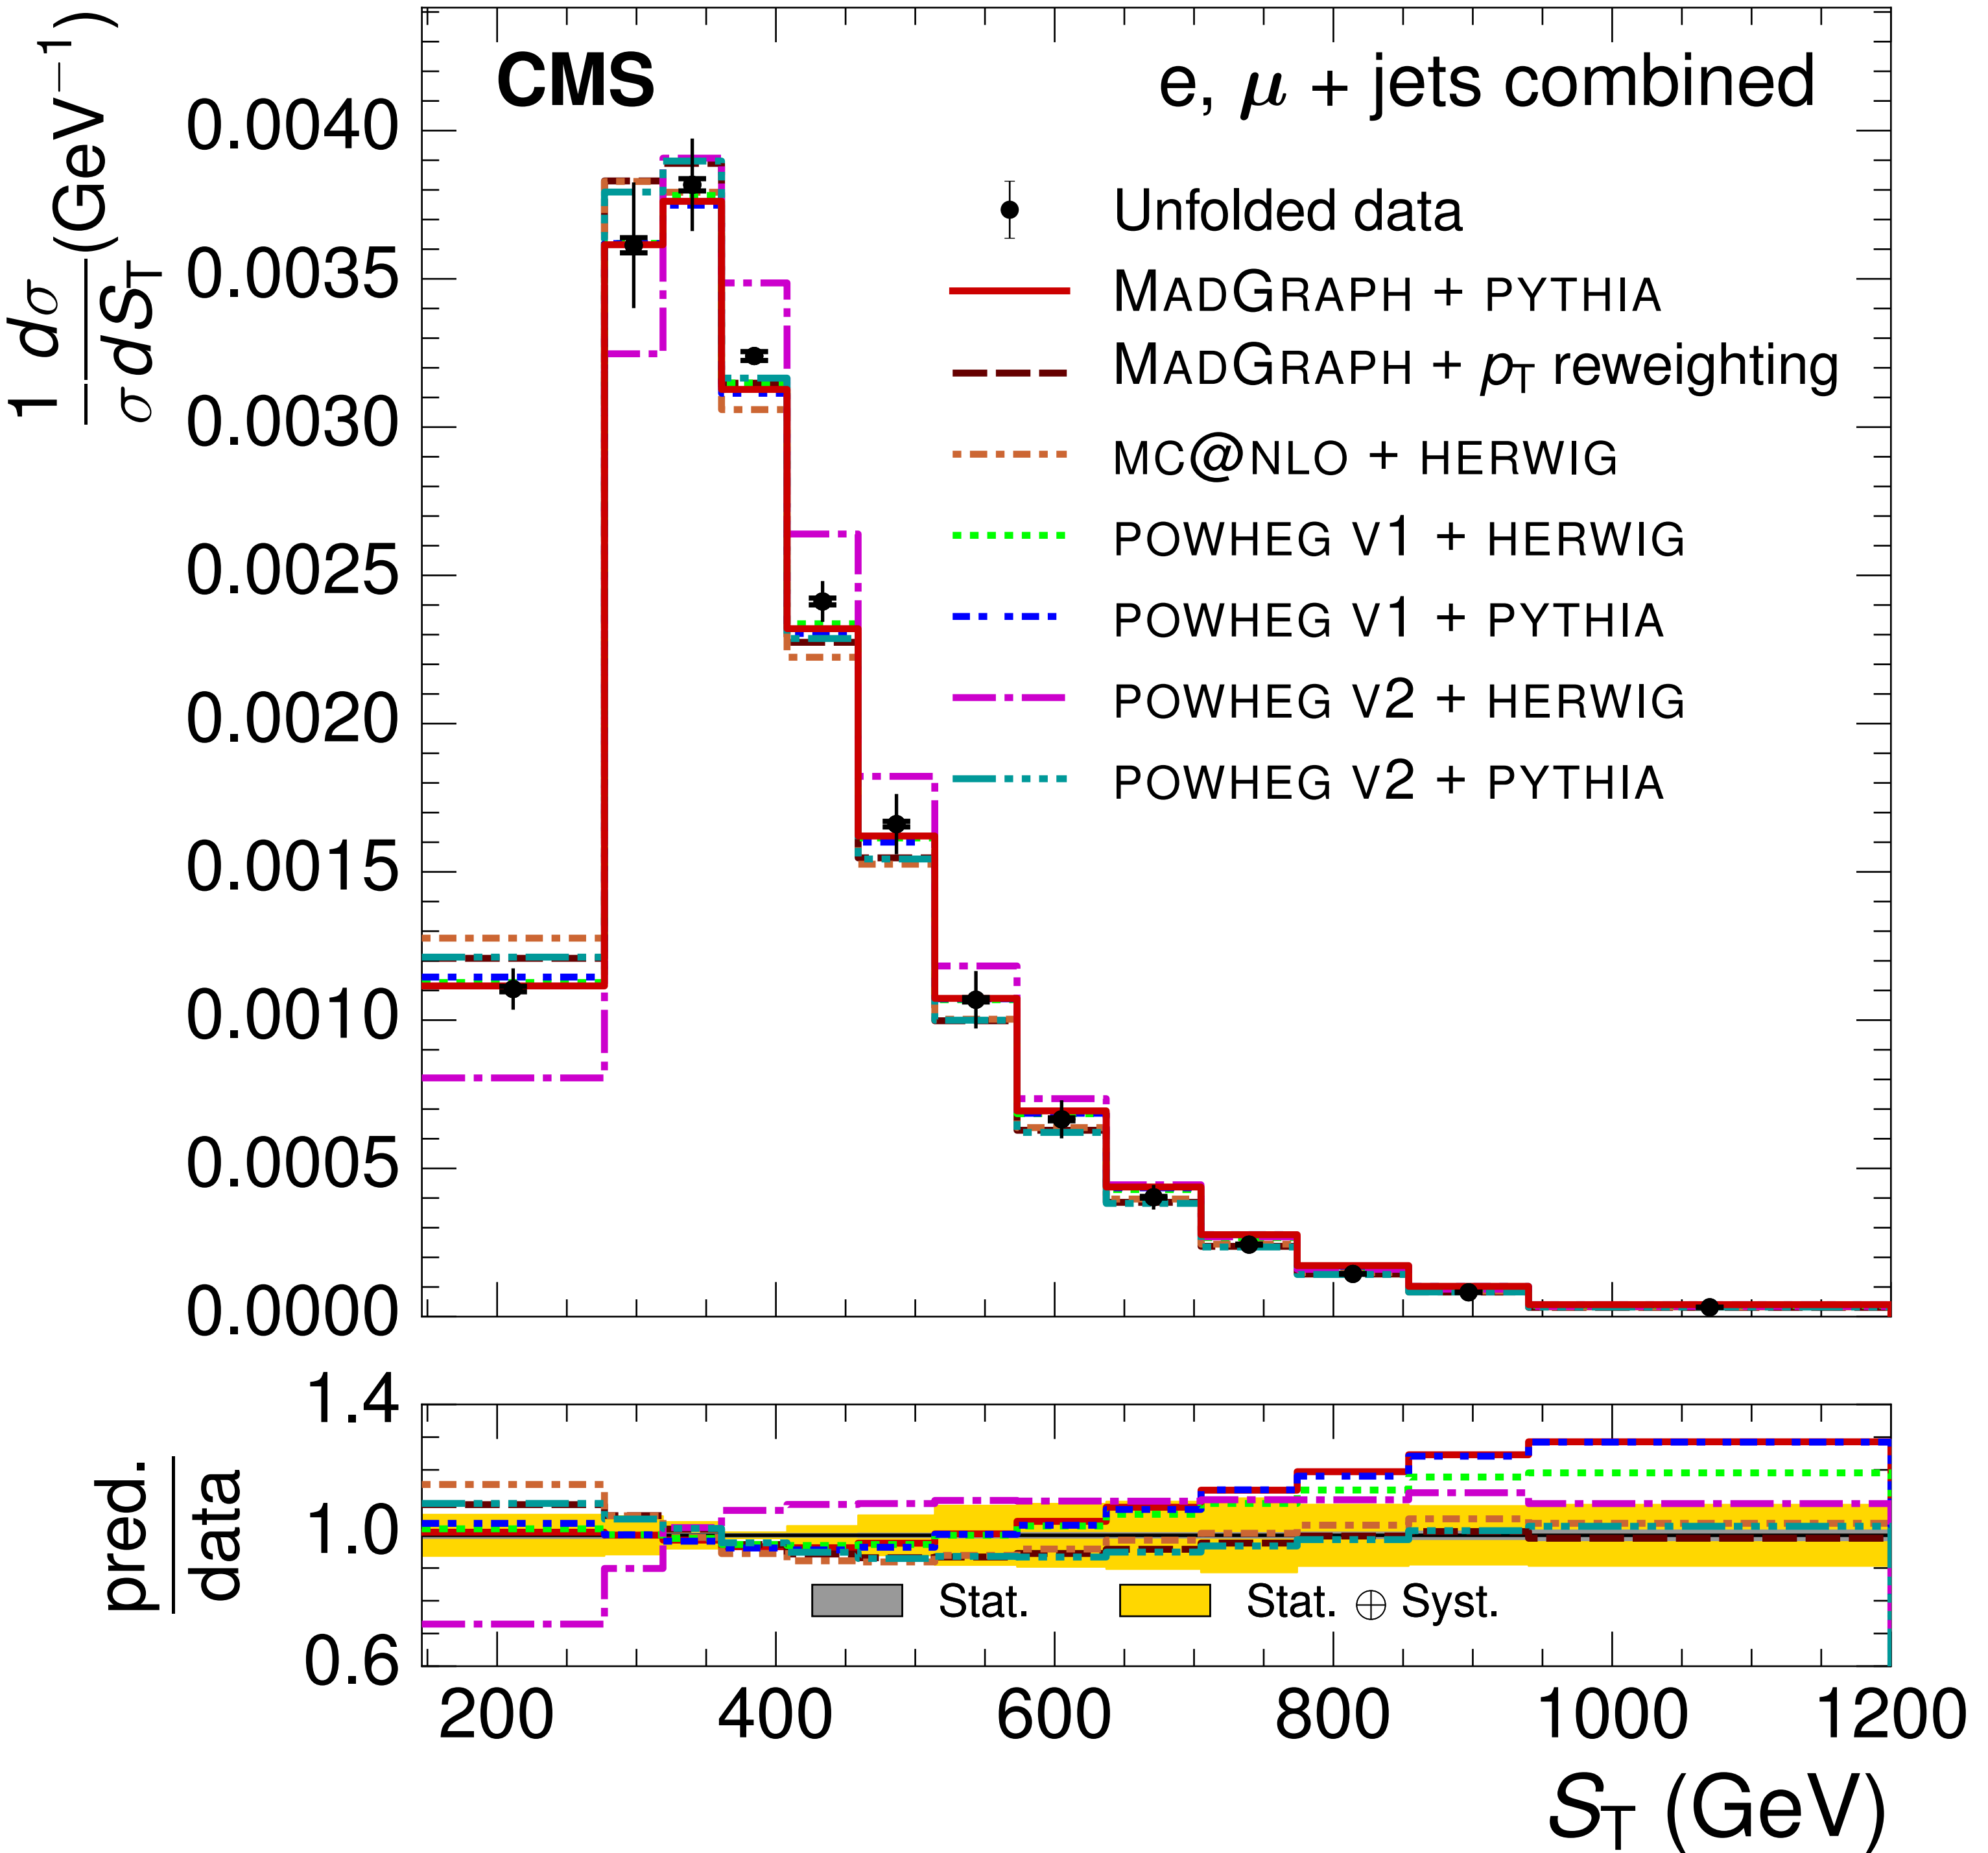 CMS
e, μ + jets combined
1 dσ
σ dS_T (GeV⁻¹)
0.0040
0.0035
0.0030
0.0025
0.0020
0.0015
0.0010
0.0005
0.0000
Unfolded data
MADGRAPH + PYTHIA
MADGRAPH + p_T reweighting
MC@NLO + HERWIG
POWHEG V1 + HERWIG
POWHEG V1 + PYTHIA
POWHEG V2 + HERWIG
POWHEG V2 + PYTHIA
pred.
data
1.4
1.0
0.6
Stat. Stat. ⊕ Syst.
200 400 600 800 1000 1200
S_T (GeV)